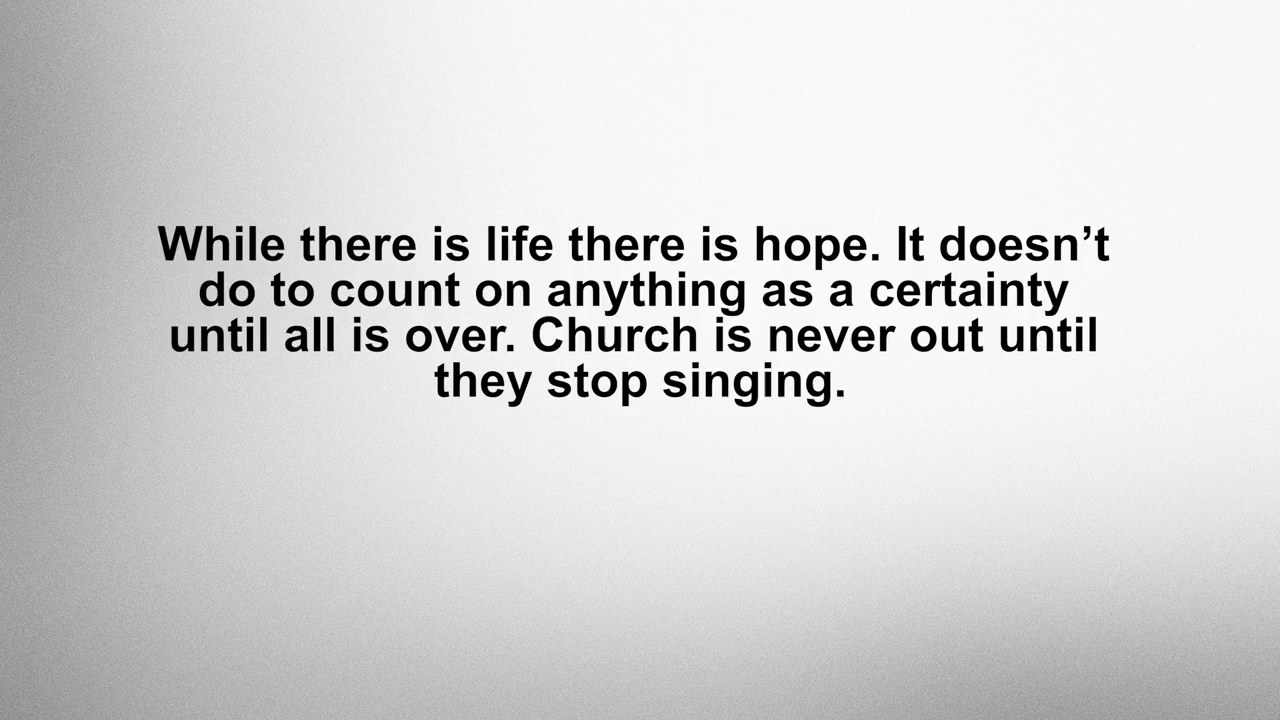 While there is life there is hope. It doesn’t
do to count on anything as a certainty
until all is over. Church is never out until
they stop singing.